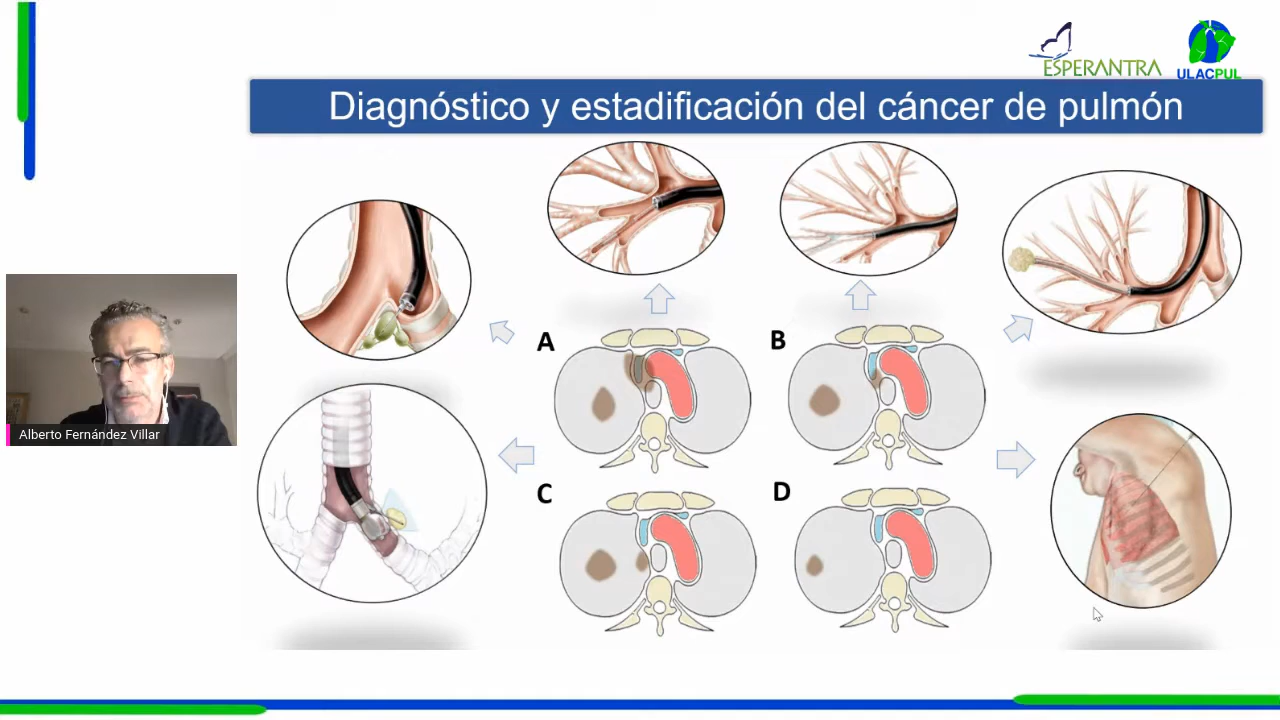 ESPERANTRA
ULACPUL
Diagnóstico y estadificación del cáncer de pulmón
A
B
Alberto Fernández Villar
C
D